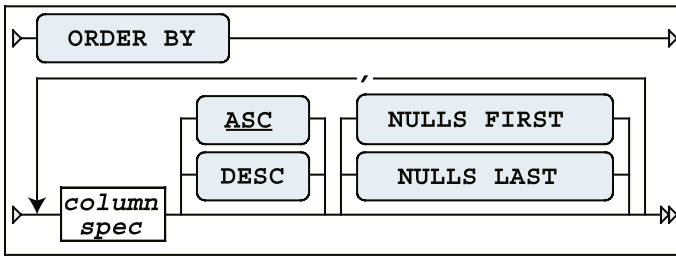 ORDER BY
,
ASC NULLS FIRST
DESC NULLS LAST
column
spec